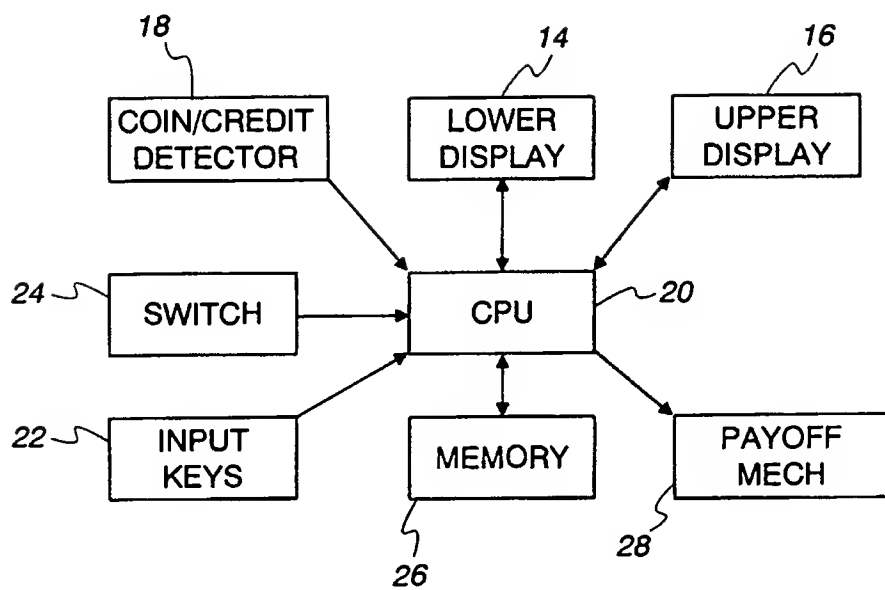 18
14
16
COIN/CREDIT
DETECTOR
LOWER
DISPLAY
UPPER
DISPLAY
24
SWITCH
CPU
20
22
INPUT
KEYS
MEMORY
PAYOFF
MECH
26
28